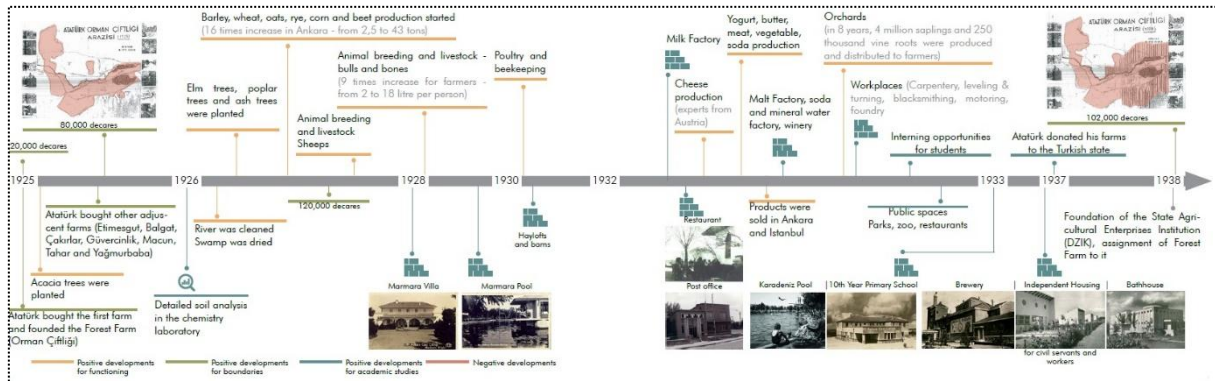 ATATÜRK ORMAN ÇİFTLİĞİ
ARAZİSİ
80,000 decares
20,000 decares
Barley, wheat, oats, rye, corn and beet production started
(16 times increase in Ankara - from 2,5 to 43 tons)
Elm trees, poplar
trees and ash trees
were planted
Animal breeding and livestock -
bulls and bones
(9 times increase for farmers -
from 2 to 18 litre per person)
Animal breeding
and livestock
Sheeps
Poultry and
beekeeping
Milk Factory
Cheese
production
(experts from
Austria)
Yogurt, butter,
meat, vegetable,
soda production
Malt Factory, soda
and mineral water
factory, winery
Orchards
(in 8 years, 4 million saplings and 250
thousand vine roots were produced
and distributed to farmers)
Workplaces (Carpentery, leveling &
turning, blacksmithing, motoring,
foundry
Interning opportunities
for students
Atatürk donated his farms
to the Turkish state
ATATÜRK ORMAN ÇİFTLİĞİ
ARAZİSİ
102,000 decares
1925
1926
1928
1930
1932
1933
1937
1938
Atatürk bought other adjus-
cent farms (Etimesgut, Balgat,
Çakırlar, Güvercinlik, Macun,
Tahar and Yağmurbaba)
Acacia trees were
planted
Atatürk bought the first farm
and founded the Forest Farm
(Orman Çiftliği)
Detailed soil analysis
in the chemistry
laboratory
River was cleaned
Swamp was dried
120,000 decares
Marmara Villa
Marmara Pool
Haylofts
and barns
Restaurant
Post office
Products were
sold in Ankara
and Istanbul
Karadeniz Pool
10th Year Primary School
Public spaces
Parks, zoo, restaurants
Brewery
Independent Housing
for civil servants and
workers
Bathhouse
Foundation of the State Agri-
cultural Enterprises Institution
(DZIK), assignment of Forest
Farm to it
Positive developments
for functioning
Positive developments
for boundaries
Positive developments
for academic studies
Negative developments